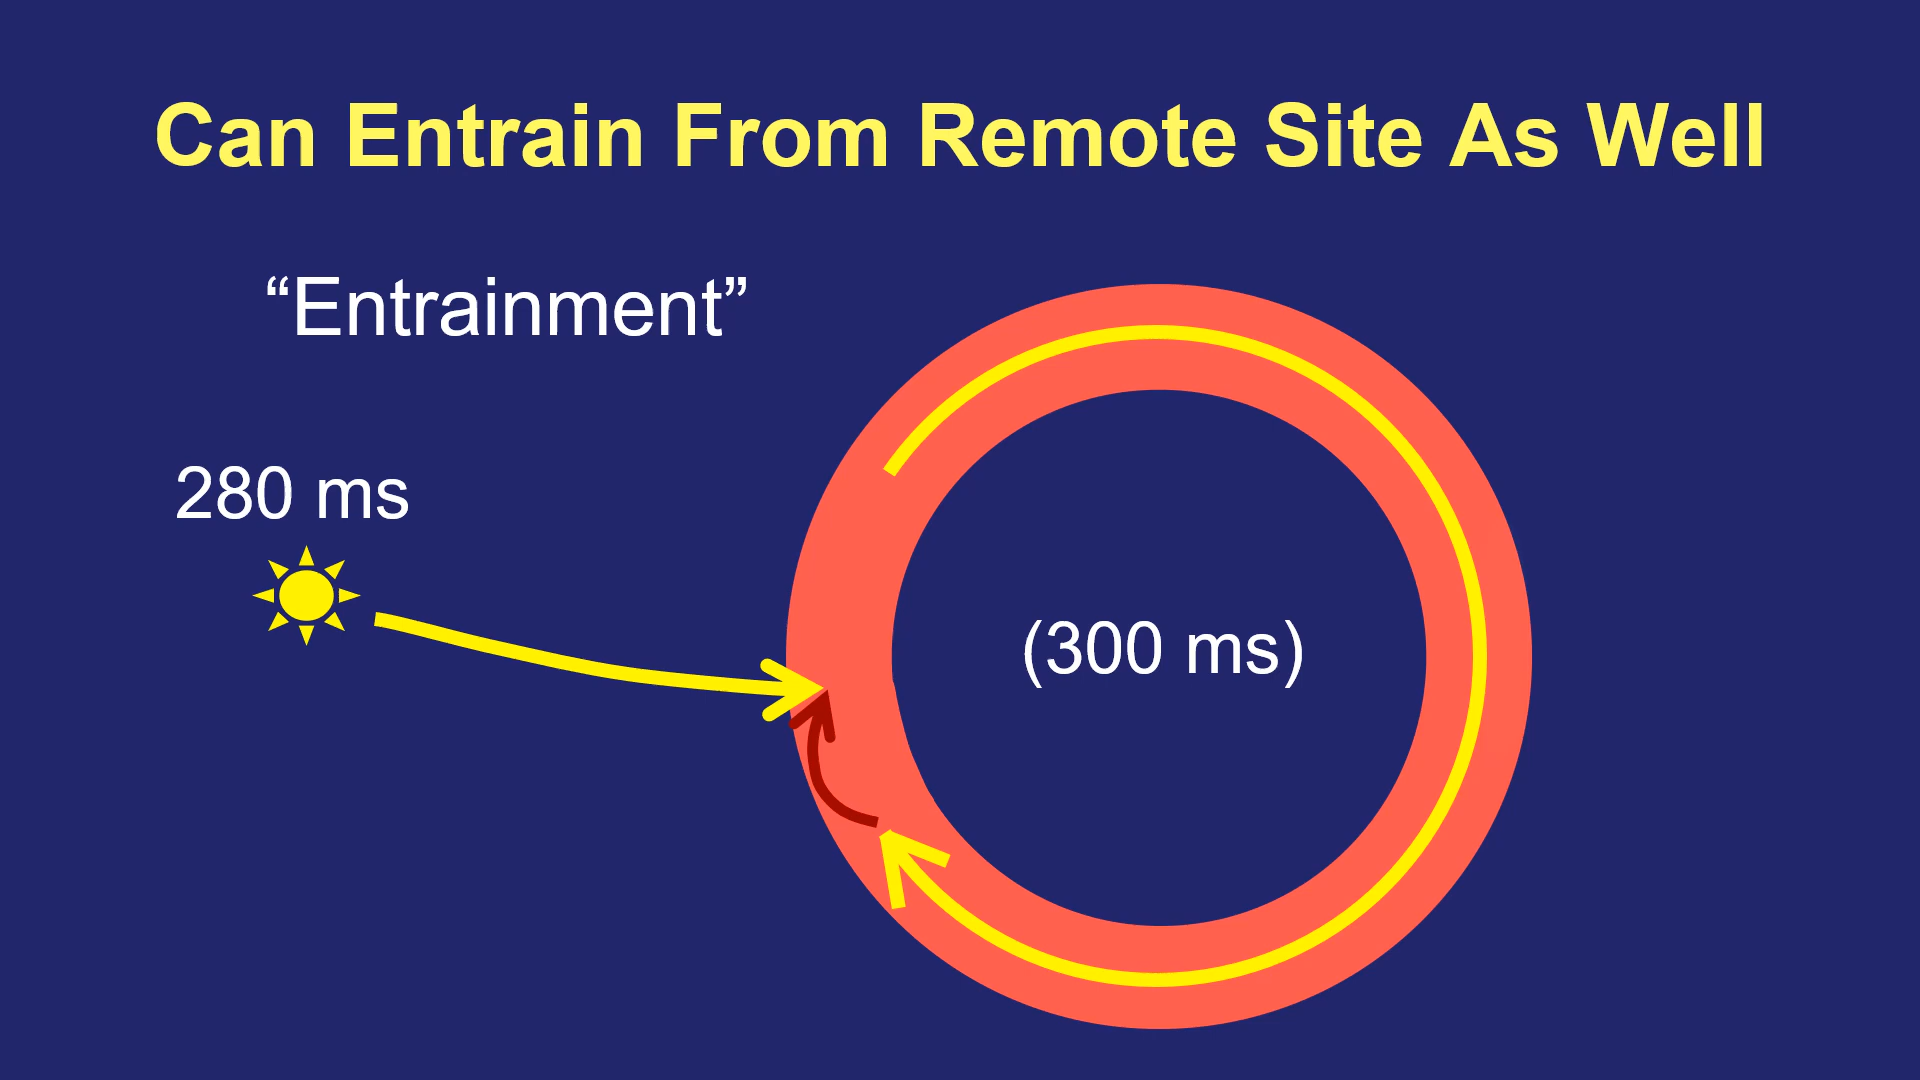 Can Entrain From Remote Site As Well
“Entrainment”
280 ms
(300 ms)